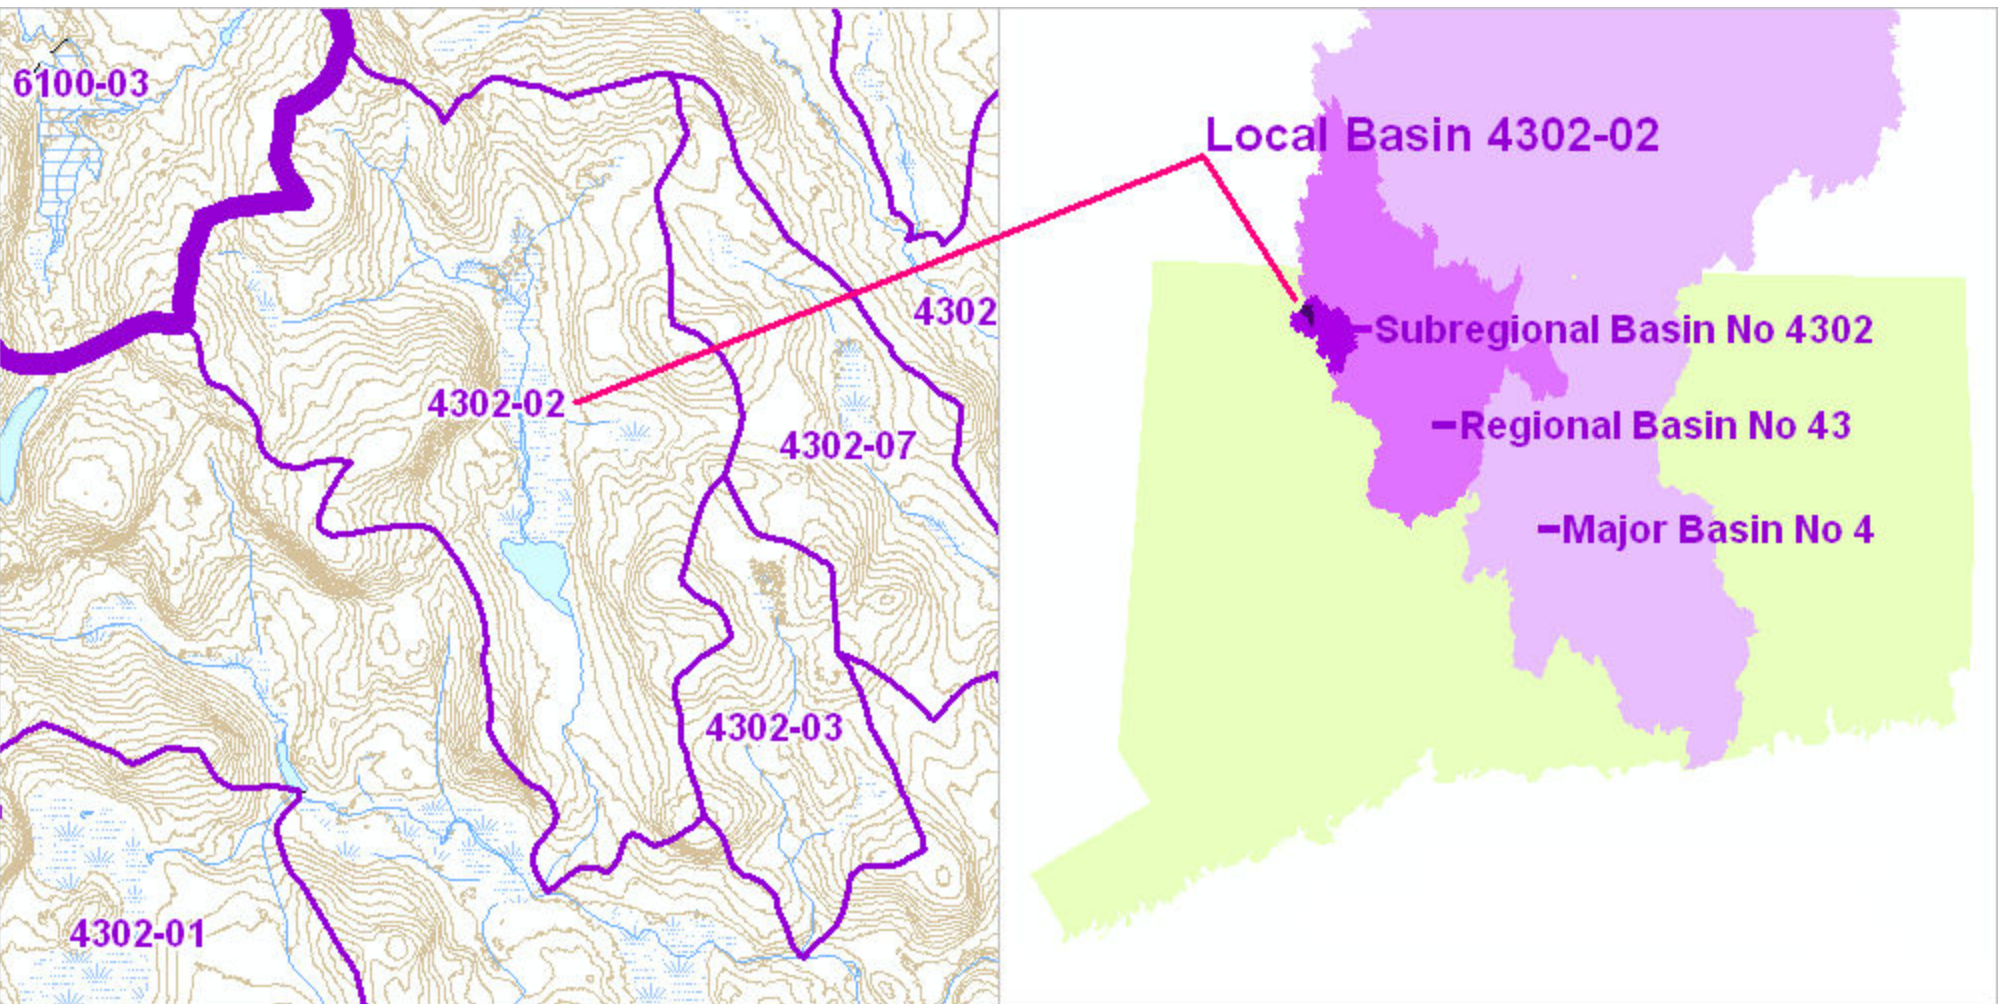 6100-03
4302
4302-02
4302-07
4302-03
4302-01
Local Basin 4302-02
Subregional Basin No 4302
Regional Basin No 43
Major Basin No 4